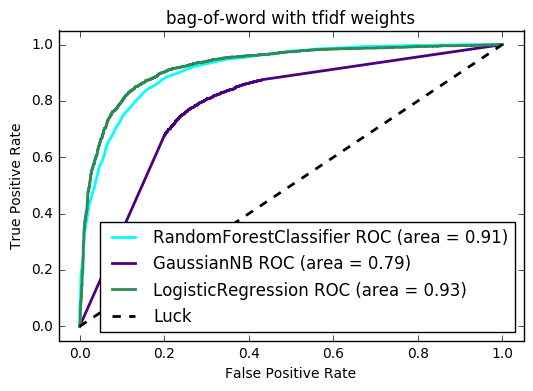 bag-of-word with tfidf weights
True Positive Rate
1.0
0.8
0.6
0.4
0.2
0.0
RandomForestClassifier ROC (area = 0.91)
GaussianNB ROC (area = 0.79)
LogisticRegression ROC (area = 0.93)
Luck
0.0 0.2 0.4 0.6 0.8 1.0
False Positive Rate